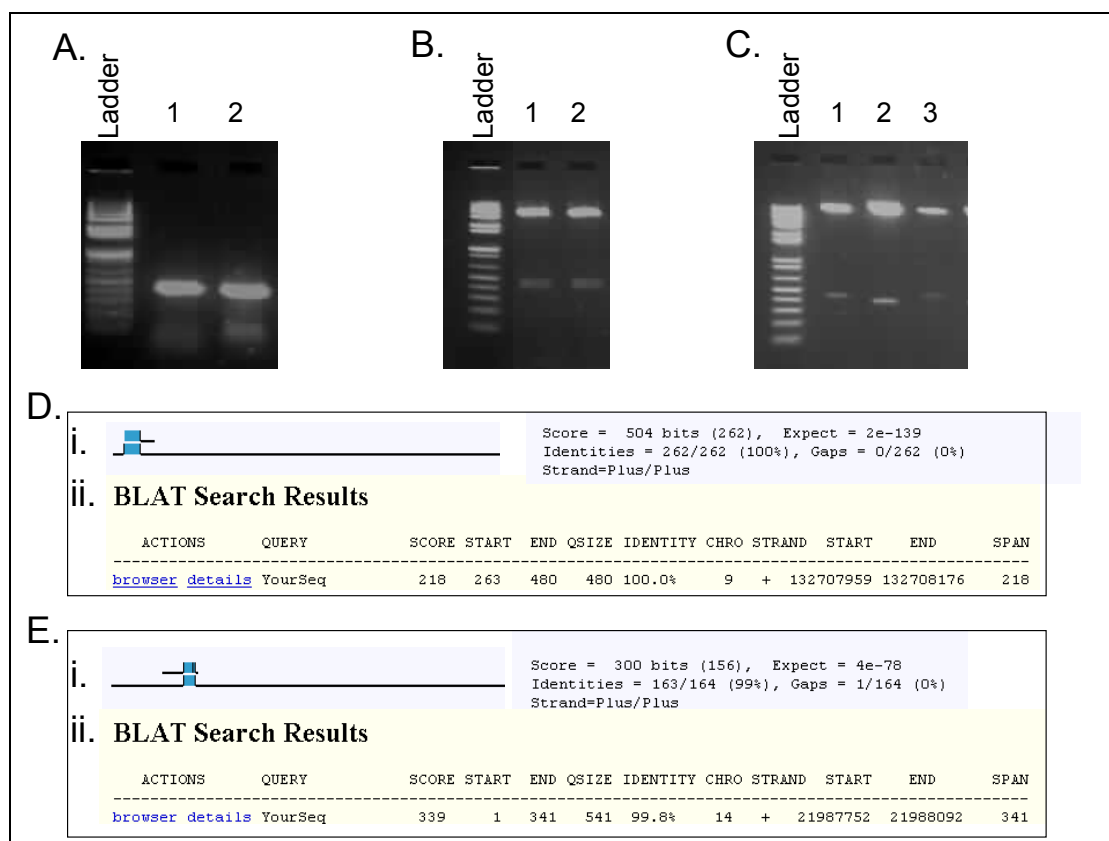 A.
B.
C.
Ladder 1 2
Ladder 1 2
Ladder 1 2 3
D.
i.
Score = 504 bits (262), Expect = 2e-139
Identities = 262/262 (100%), Gaps = 0/262 (0%)
Strand=Plus/Plus
ii. BLAT Search Results
ACTIONS QUERY SCORE START END QSIZE IDENTITY CHRO STRAND START END SPAN
---------------------------------------------------------------------------------------------------
browser details YourSeq 218 263 480 480 100.0% 9 + 132707959 132708176 218
E.
i.
Score = 300 bits (156), Expect = 4e-78
Identities = 163/164 (99%), Gaps = 1/164 (0%)
Strand=Plus/Plus
ii. BLAT Search Results
ACTIONS QUERY SCORE START END QSIZE IDENTITY CHRO STRAND START END SPAN
---------------------------------------------------------------------------------------------------
browser details YourSeq 339 1 341 541 99.8% 14 + 21987752 21988092 341